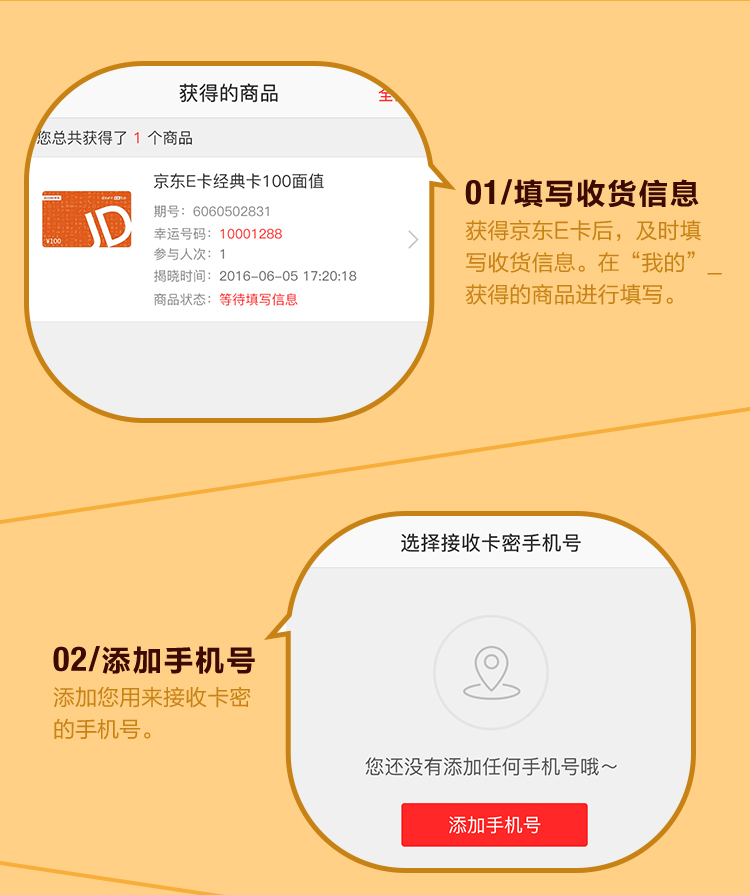 获得的商品
您总共获得了 1 个商品
京东E卡经典卡100面值
期号：6060502831
幸运号码：10001288
参与人次：1
揭晓时间：2016-06-05 17:20:18
商品状态：等待填写信息
JD
¥100
01/填写收货信息
获得京东E卡后，及时填
写收货信息。在“我的”_
获得的商品进行填写。
选择接收卡密手机号
02/添加手机号
添加您用来接收卡密
的手机号。
您还没有添加任何手机号哦～
添加手机号